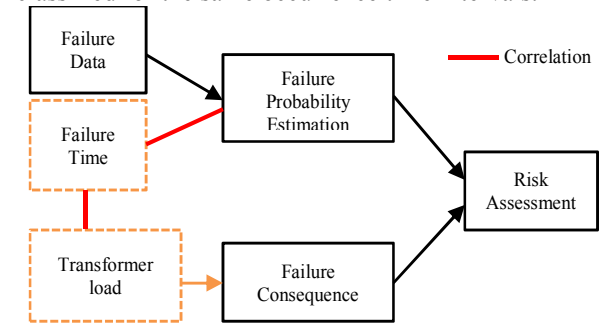 Failure
Data
Failure
Probability
Estimation
Correlation
Failure
Time
Risk
Assessment
Transformer
load
Failure
Consequence